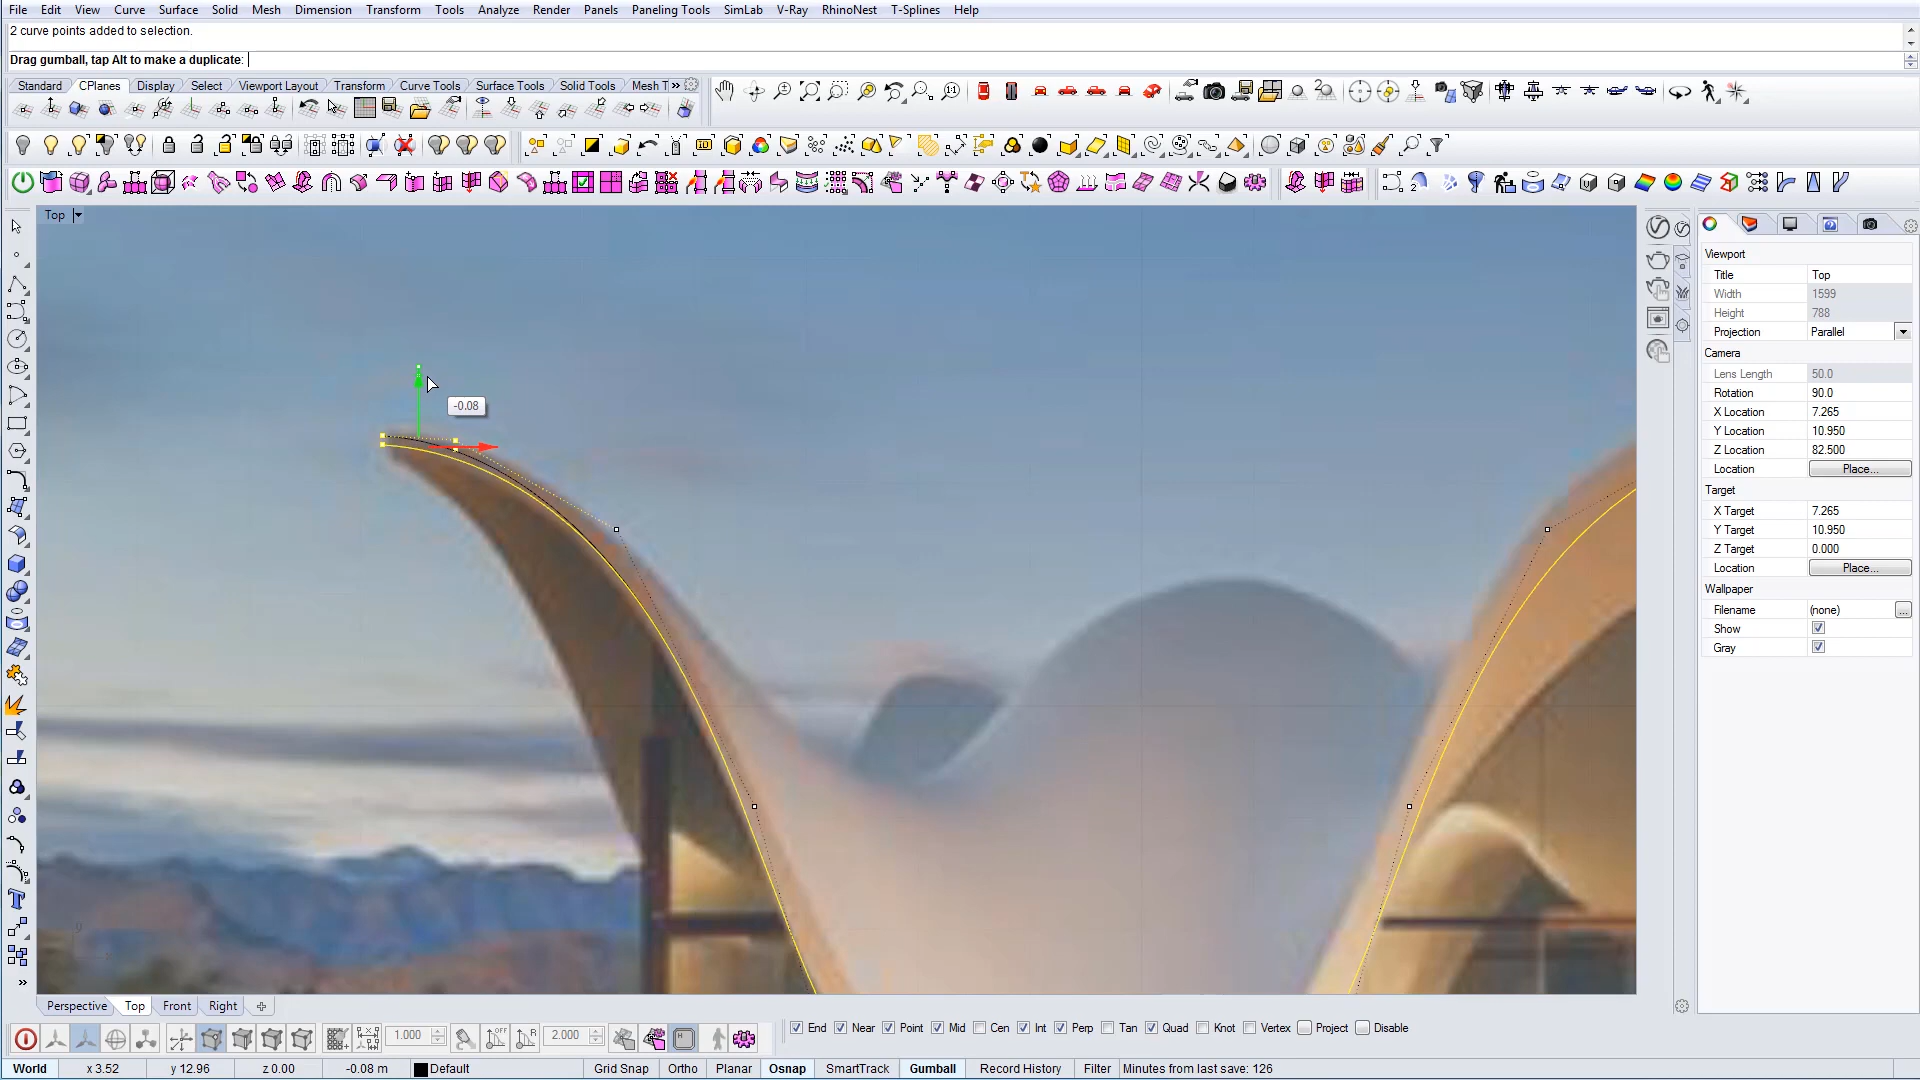 File Edit View Curve Surface Solid Mesh Dimension Transform Tools Analyze Render Panels Paneling Tools SimLab V-Ray RhinoNest T-Splines Help
2 curve points added to selection.
Drag gumball, tap Alt to make a duplicate:
Standard CPlanes Display Select Viewport Layout Transform Curve Tools Surface Tools Solid Tools Mesh T »
Top
-0.08
Viewport
Title Top
Width 1599
Height 788
Projection Parallel
Camera
Lens Length 50.0
Rotation 90.0
X Location 7.265
Y Location 10.950
Z Location 82.500
Location Place...
Target
X Target 7.265
Y Target 10.950
Z Target 0.000
Location Place...
Wallpaper
Filename (none) ...
Show
Gray
Perspective Top Front Right
1.000 2.000
End Near Point Mid Cen Int Perp Tan Quad Knot Vertex Project Disable
World x 3.52 y 12.96 z 0.00 -0.08 m Default Grid Snap Ortho Planar Osnap SmartTrack Gumball Record History Filter Minutes from last save: 126